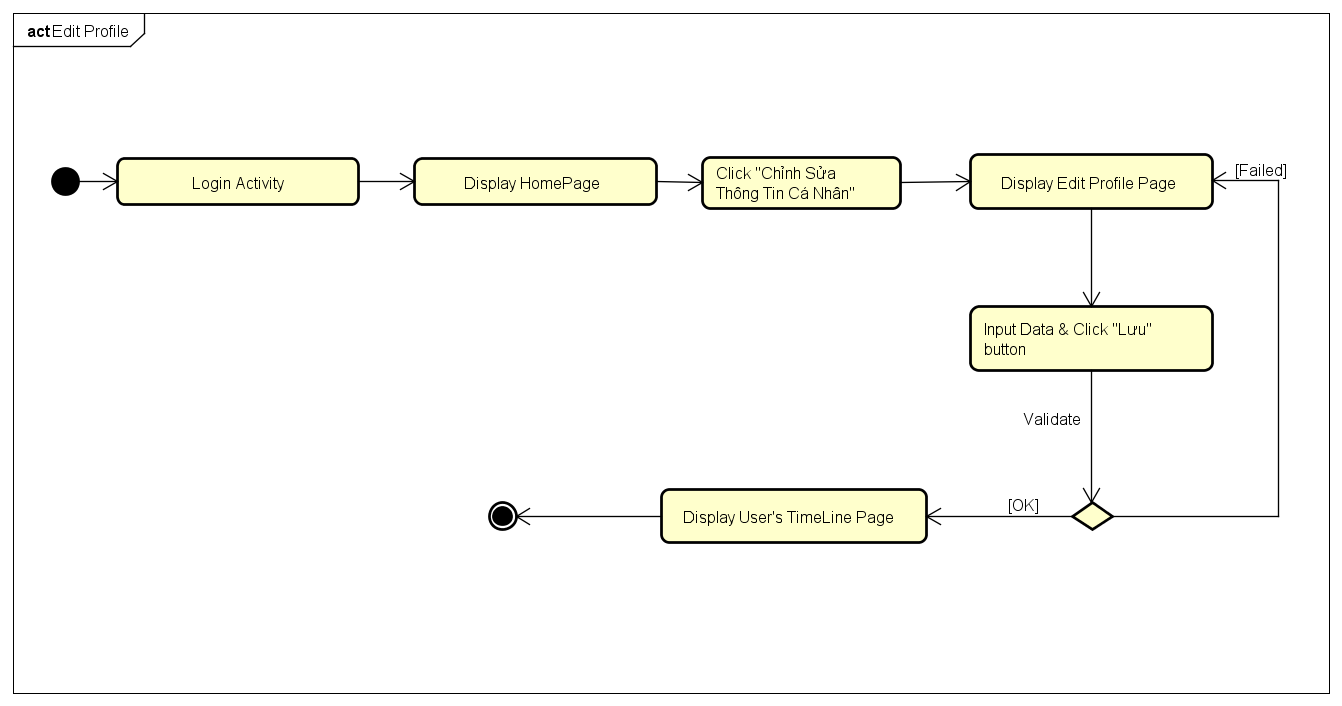 act Edit Profile
Login Activity
Display HomePage
Click "Chỉnh Sửa
Thông Tin Cá Nhân"
Display Edit Profile Page
[Failed]
Input Data & Click "Lưu"
button
Validate
[OK]
Display User's TimeLine Page